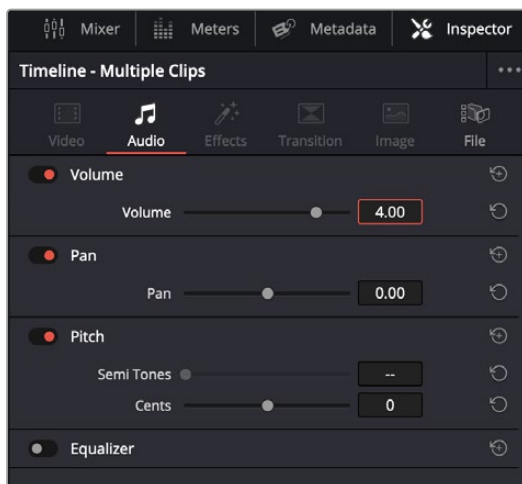 Mixer Meters Metadata Inspector
Timeline - Multiple Clips
Video Audio Effects Transition Image File
Volume
Volume 4.00
Pan
Pan 0.00
Pitch
Semi Tones --
Cents 0
Equalizer